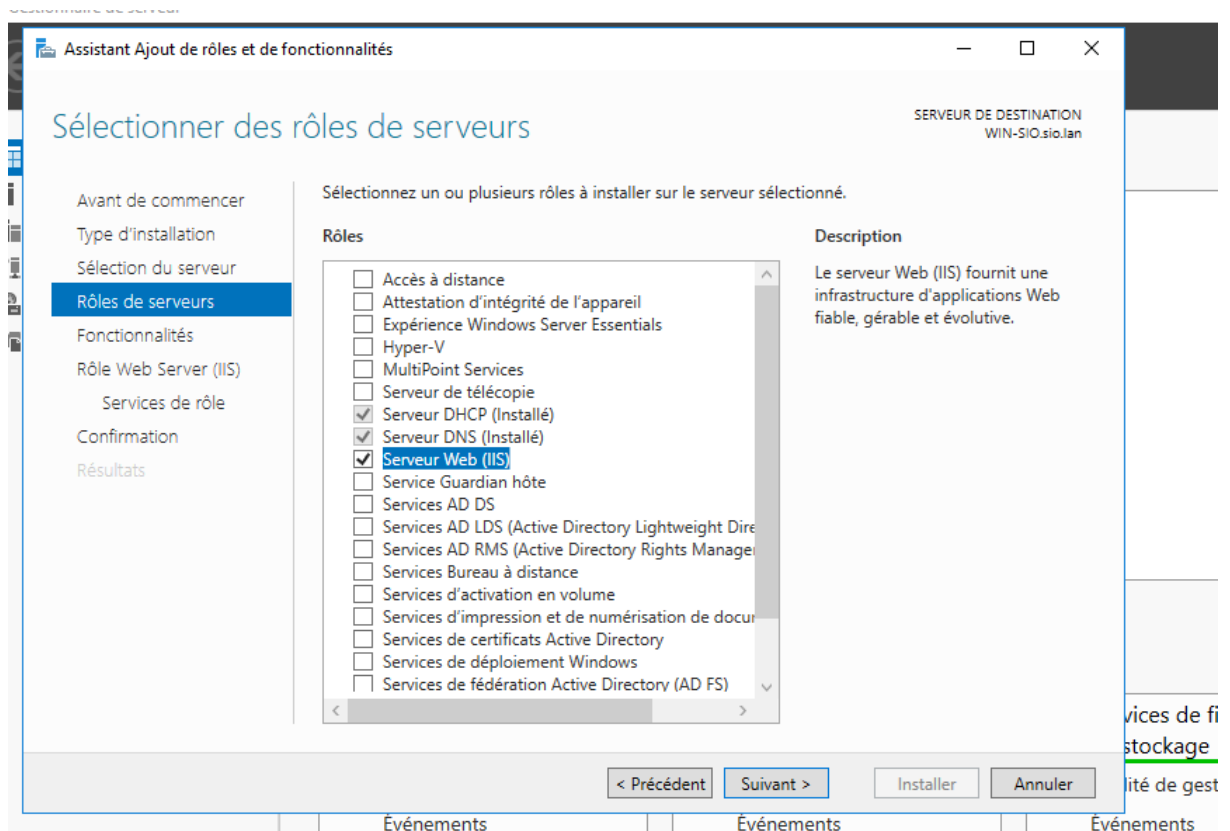 Gestionnaire de serveur
Assistant Ajout de rôles et de fonctionnalités
Sélectionner des rôles de serveurs
SERVEUR DE DESTINATION
WIN-SIO.sio.lan
Avant de commencer
Type d'installation
Sélection du serveur
Rôles de serveurs
Fonctionnalités
Rôle Web Server (IIS)
Services de rôle
Confirmation
Résultats
Sélectionnez un ou plusieurs rôles à installer sur le serveur sélectionné.
Rôles
Accès à distance
Attestation d'intégrité de l'appareil
Expérience Windows Server Essentials
Hyper-V
MultiPoint Services
Serveur de télécopie
Serveur DHCP (Installé)
Serveur DNS (Installé)
Serveur Web (IIS)
Service Guardian hôte
Services AD DS
Services AD LDS (Active Directory Lightweight Dire
Services AD RMS (Active Directory Rights Manage
Services Bureau à distance
Services d'activation en volume
Services d'impression et de numérisation de docu
Services de certificats Active Directory
Services de déploiement Windows
Services de fédération Active Directory (AD FS)
Description
Le serveur Web (IIS) fournit une
infrastructure d'applications Web
fiable, gérable et évolutive.
< Précédent
Suivant >
Installer
Annuler
vices de fi
stockage
lité de gest
Événements
Événements
Événements